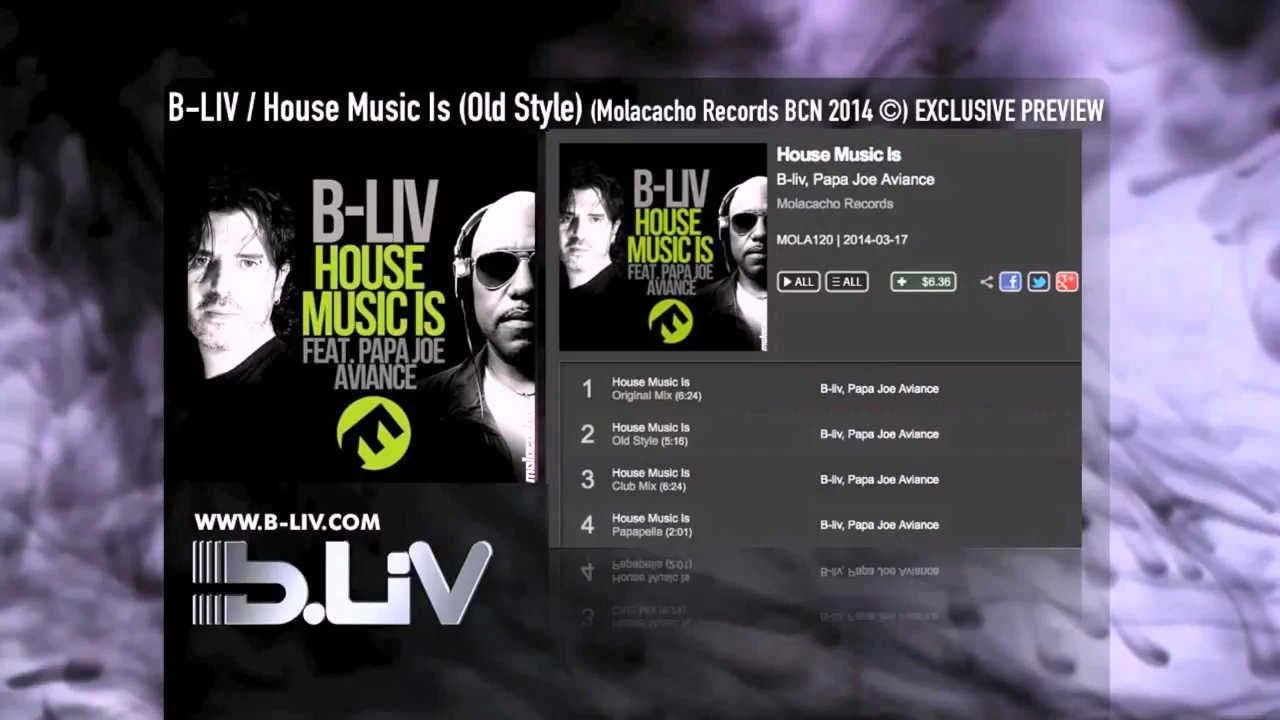 B-LIV / House Music Is (Old Style) (Molacacho Records BCN 2014 ©) EXCLUSIVE PREVIEW
B-LIV
HOUSE
MUSIC IS
FEAT. PAPA JOE
AVIANCE
WWW.B-LIV.COM
b.Liv
B-LIV
HOUSE
MUSIC IS
FEAT. PAPA JOE
AVIANCE
House Music Is
B-liv, Papa Joe Aviance
Molacacho Records
MOLA120 | 2014-03-17
ALL
ALL
+ $6.36
1 House Music Is B-liv, Papa Joe Aviance
Original Mix (6:24)
2 House Music Is B-liv, Papa Joe Aviance
Old Style (5:16)
3 House Music Is B-liv, Papa Joe Aviance
Club Mix (6:24)
4 House Music Is B-liv, Papa Joe Aviance
Papapella (2:01)